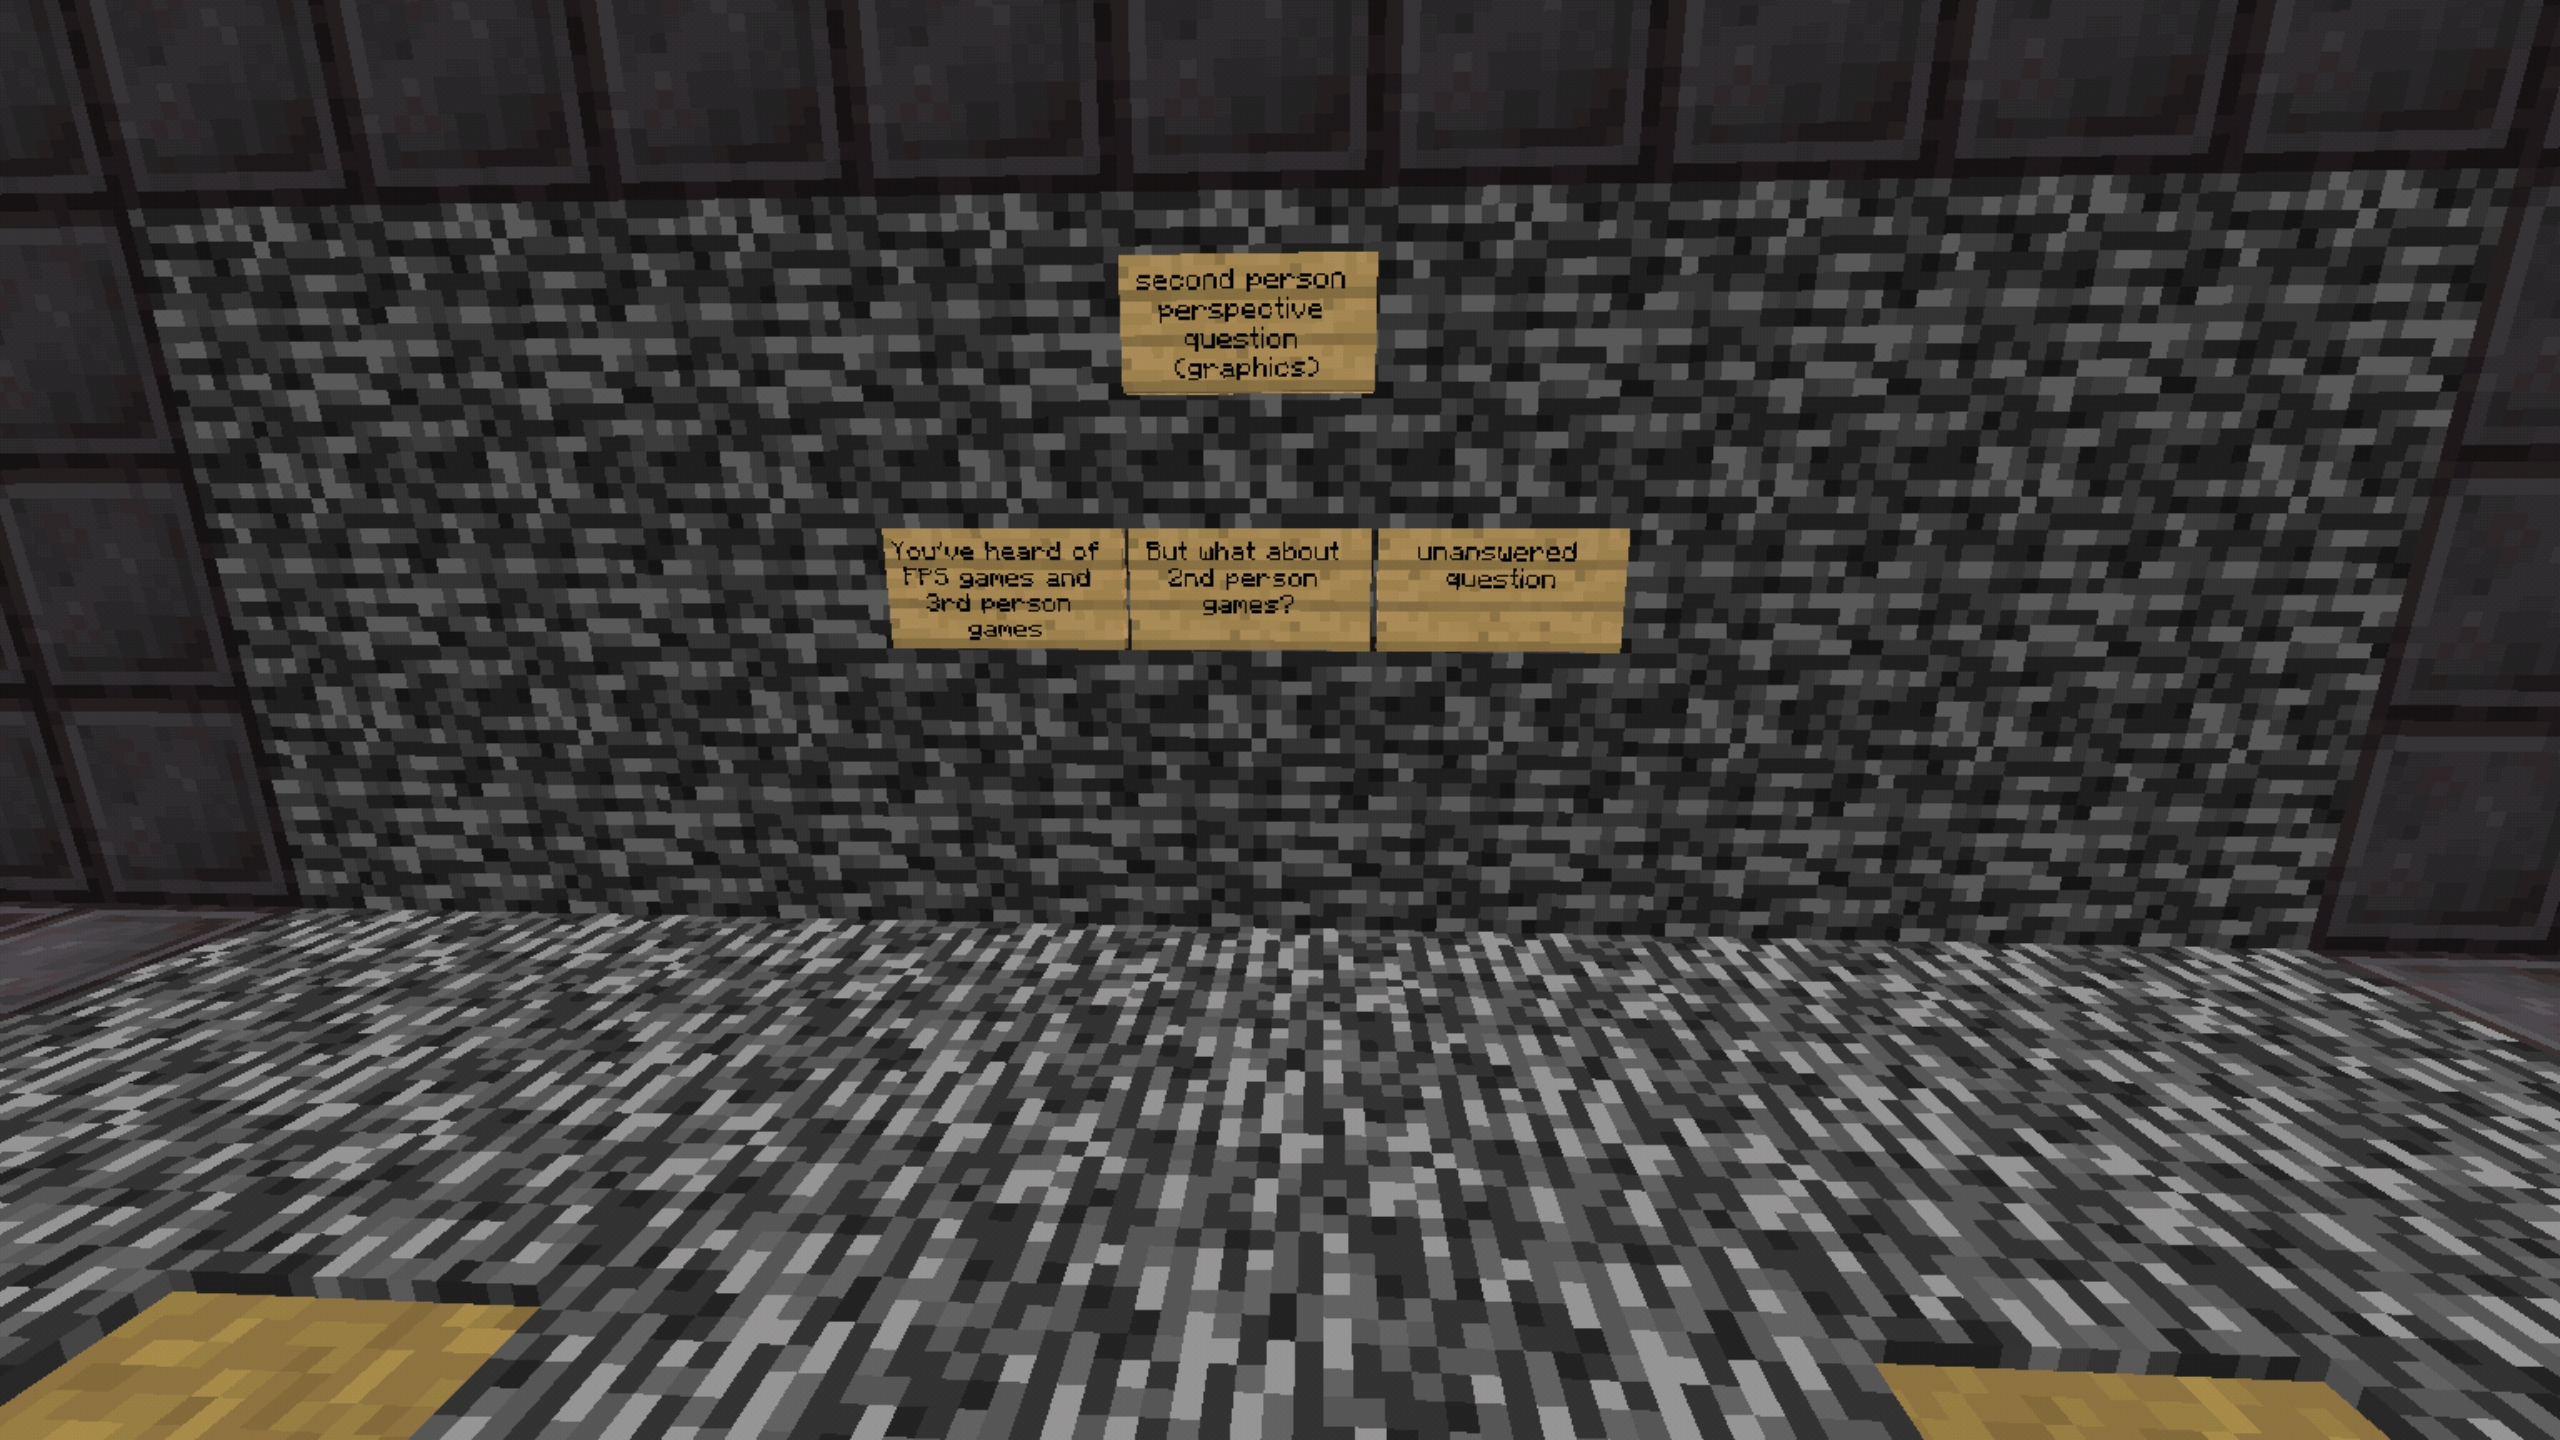 second person
perspective
question
(graphics)
You've heard of
FPS games and
3rd person
games
But what about
2nd person
games?
unanswered
question